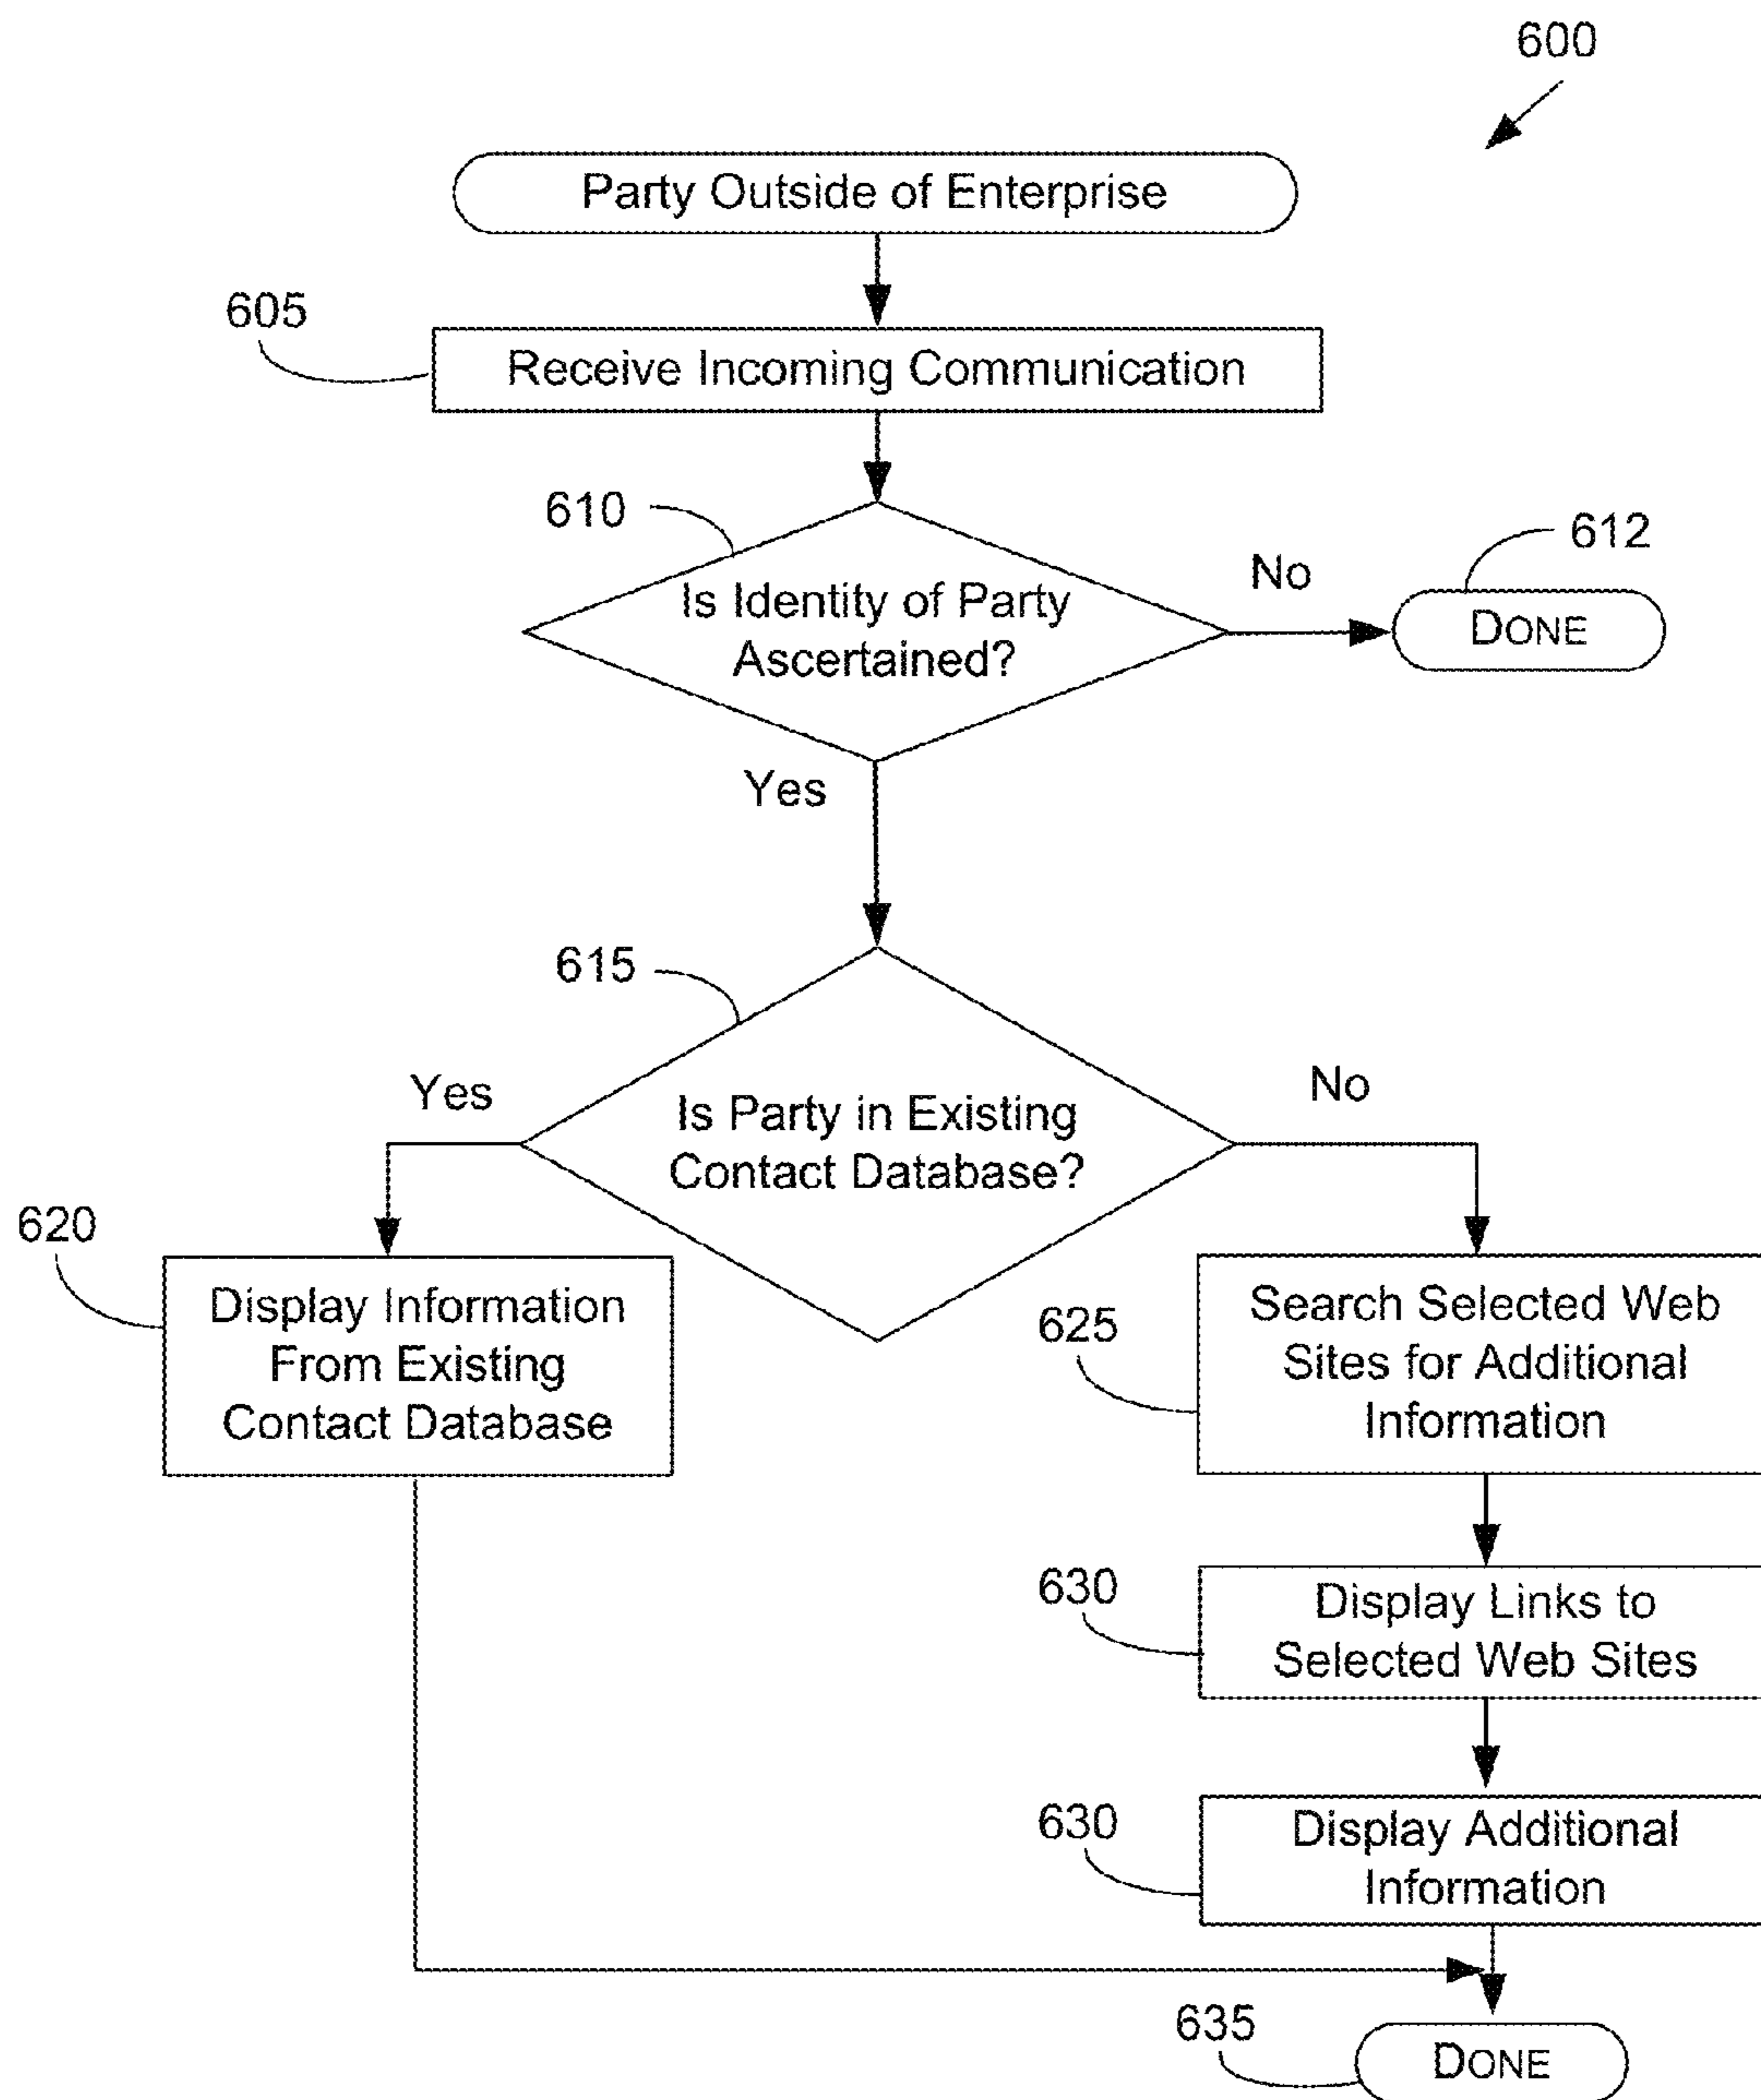 600
Party Outside of Enterprise
605
Receive Incoming Communication
610
612
No
Is Identity of Party
Ascertained?
DONE
Yes
615
Yes
No
Is Party in Existing
Contact Database?
620
Display Information
From Existing
Contact Database
625
Search Selected Web
Sites for Additional
Information
630
Display Links to
Selected Web Sites
630
Display Additional
Information
635
DONE